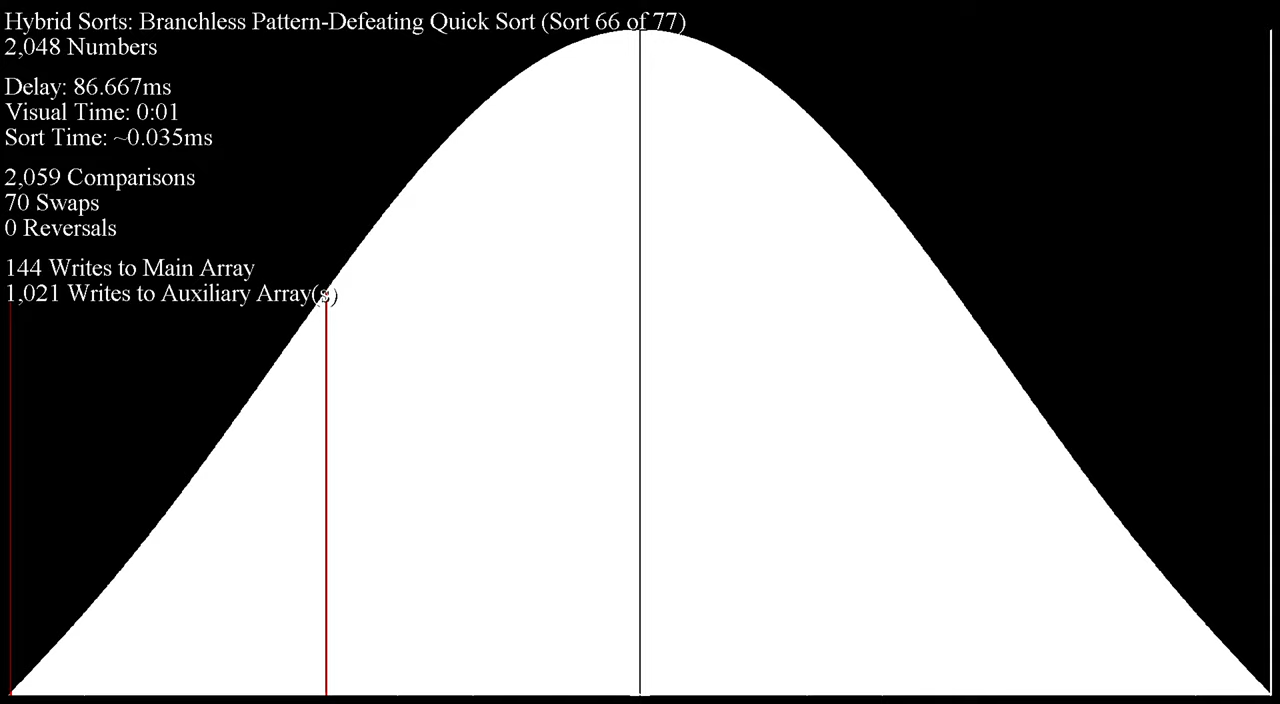 Hybrid Sorts: Branchless Pattern-Defeating Quick Sort (Sort 66 of 77)
2,048 Numbers
Delay: 86.667ms
Visual Time: 0:01
Sort Time: ~0.035ms
2,059 Comparisons
70 Swaps
0 Reversals
144 Writes to Main Array
1,021 Writes to Auxiliary Array(s)